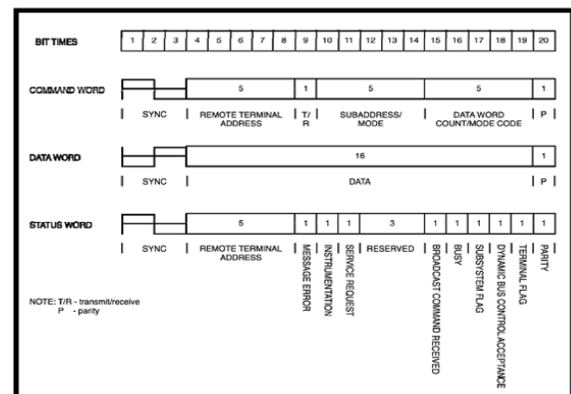 BIT TIMES 1 2 3 4 5 6 7 8 9 10 11 12 13 14 15 16 17 18 19 20
COMMAND WORD 5 1 5 5 1
SYNC REMOTE TERMINAL ADDRESS T/R SUBADDRESS/MODE DATA WORD COUNT/MODE CODE P
DATA WORD 16 1
SYNC DATA P
STATUS WORD 5 1 1 1 3 1 1 1 1 1 1
SYNC REMOTE TERMINAL ADDRESS MESSAGE ERROR INSTRUMENTATION SERVICE REQUEST RESERVED BROADCAST COMMAND RECEIVED BUSY SUBSYSTEM FLAG DYNAMIC BUS CONTROL ACCEPTANCE TERMINAL FLAG PARITY
NOTE: T/R - transmit/receive
P - parity